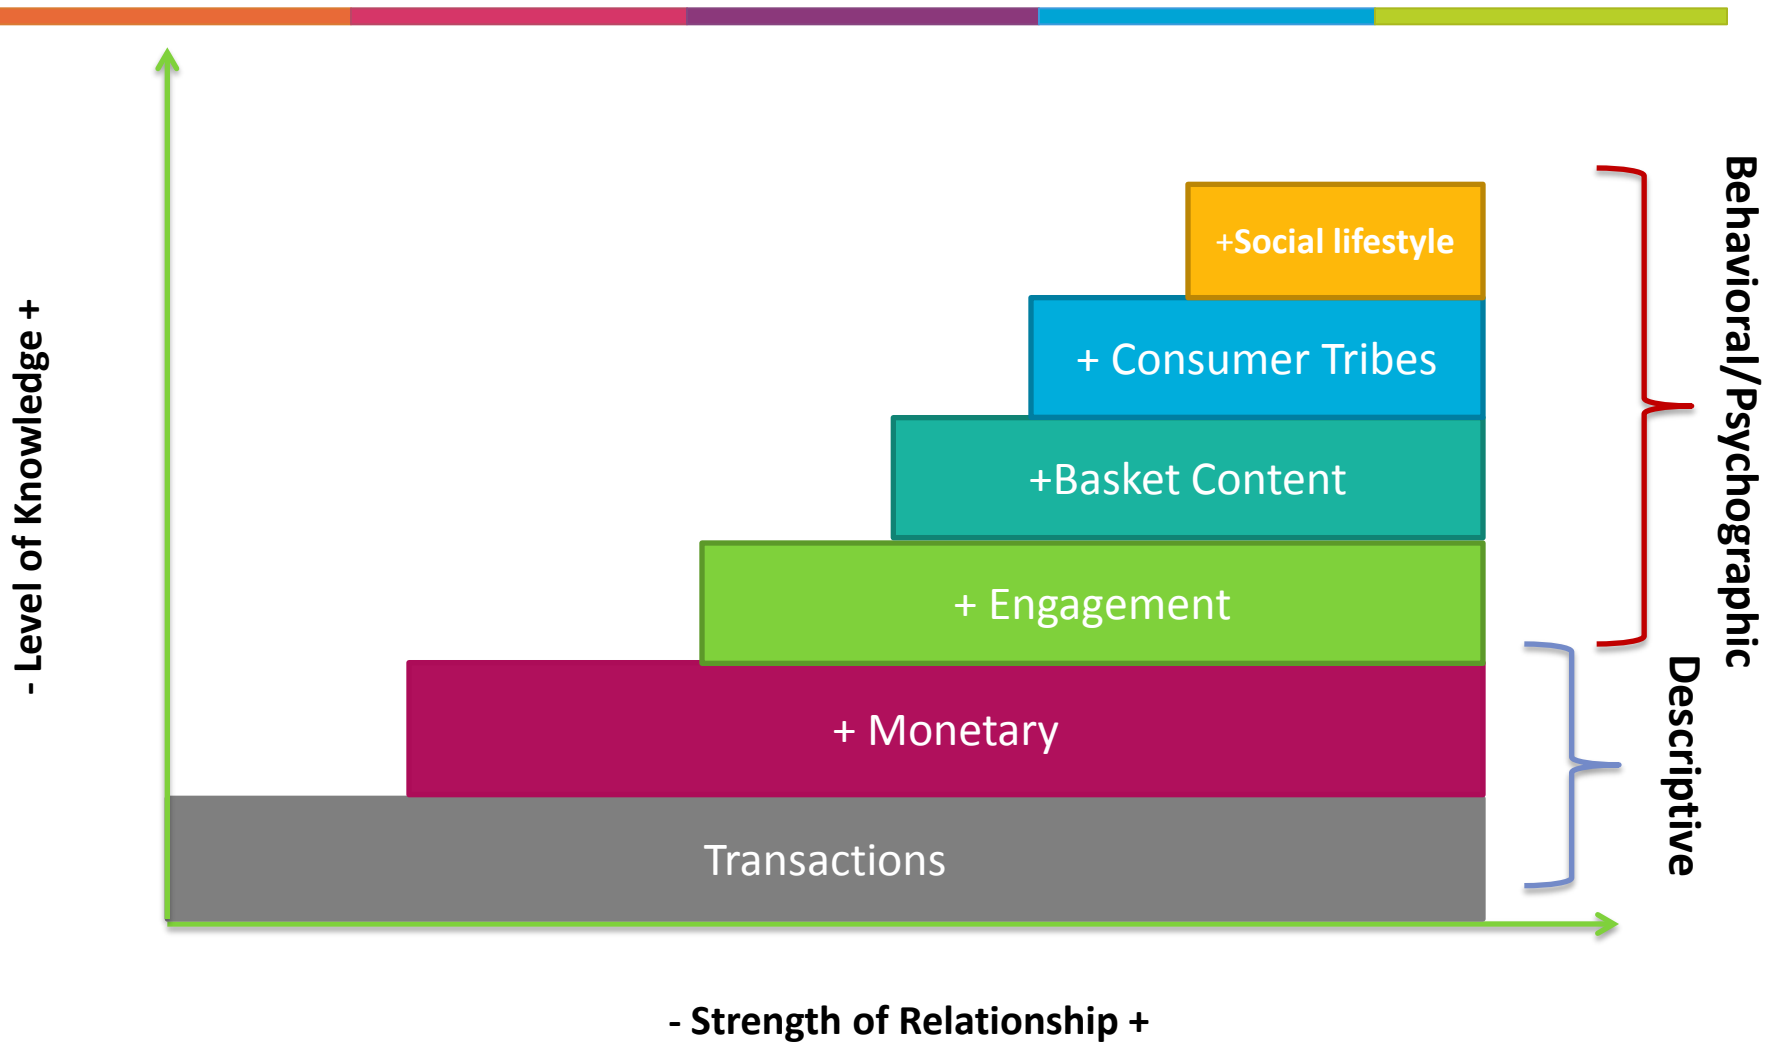 +Social lifestyle
+ Consumer Tribes
+Basket Content
+ Engagement
+ Monetary
Transactions
- Level of Knowledge +
- Strength of Relationship +
Behavioral/Psychographic
Descriptive